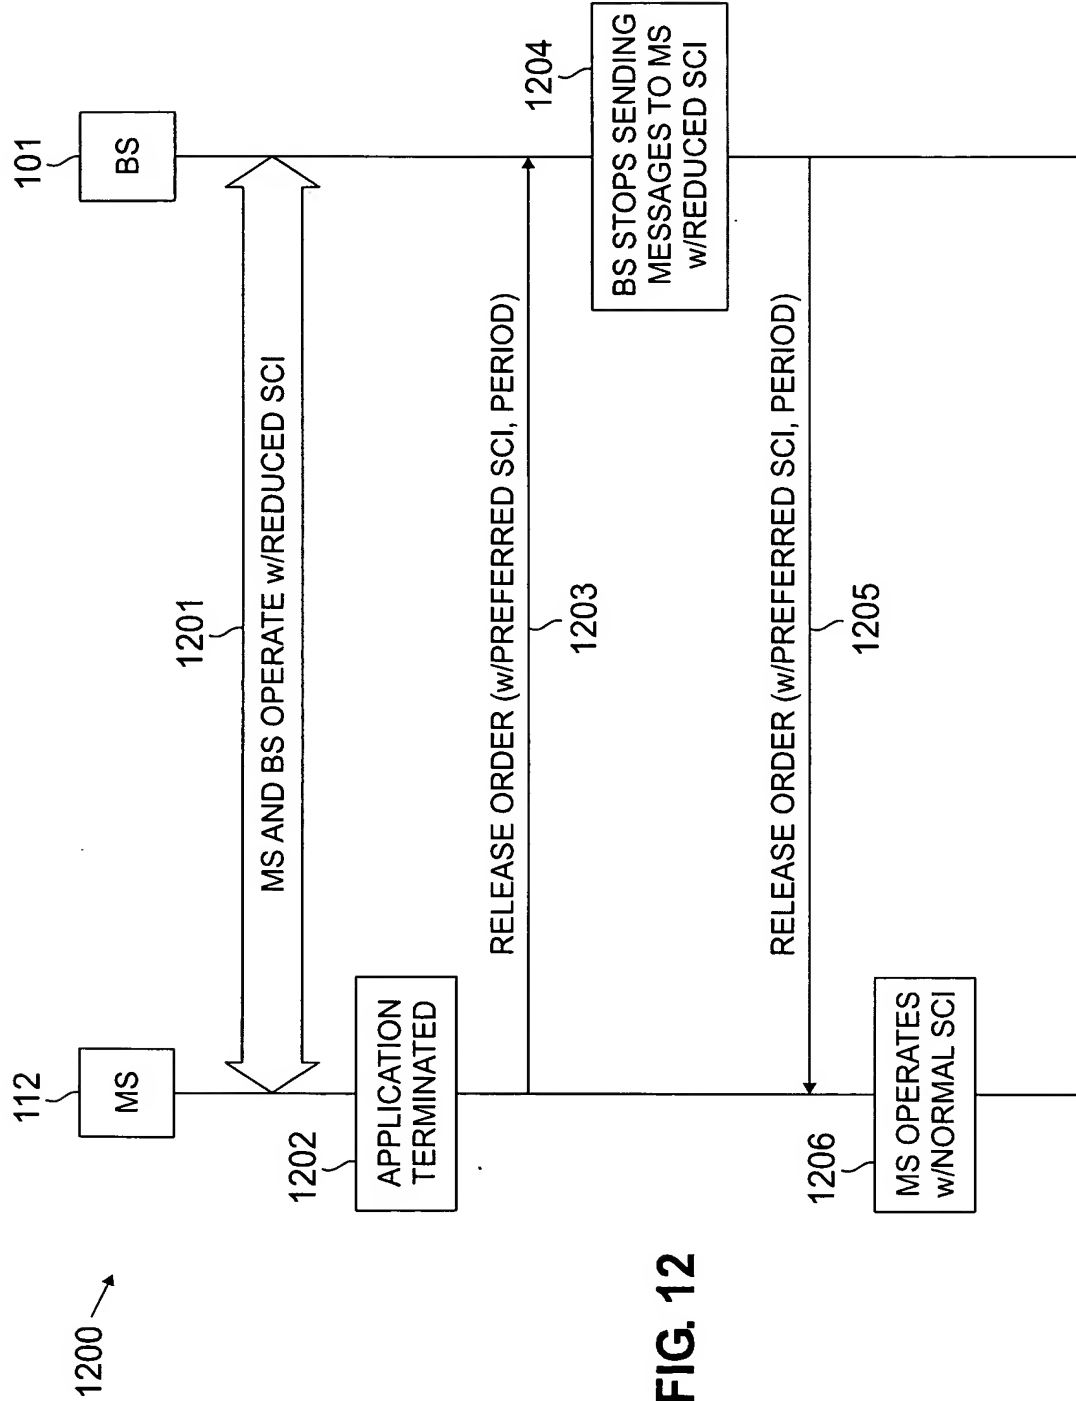 1200
112
MS
101
BS
1201
MS AND BS OPERATE w/REDUCED SCI
1202
APPLICATION
TERMINATED
RELEASE ORDER (w/PREFERRED SCI, PERIOD)
1203
1204
BS STOPS SENDING
MESSAGES TO MS
w/REDUCED SCI
RELEASE ORDER (w/PREFERRED SCI, PERIOD)
1205
1206
MS OPERATES
w/NORMAL SCI
FIG. 12